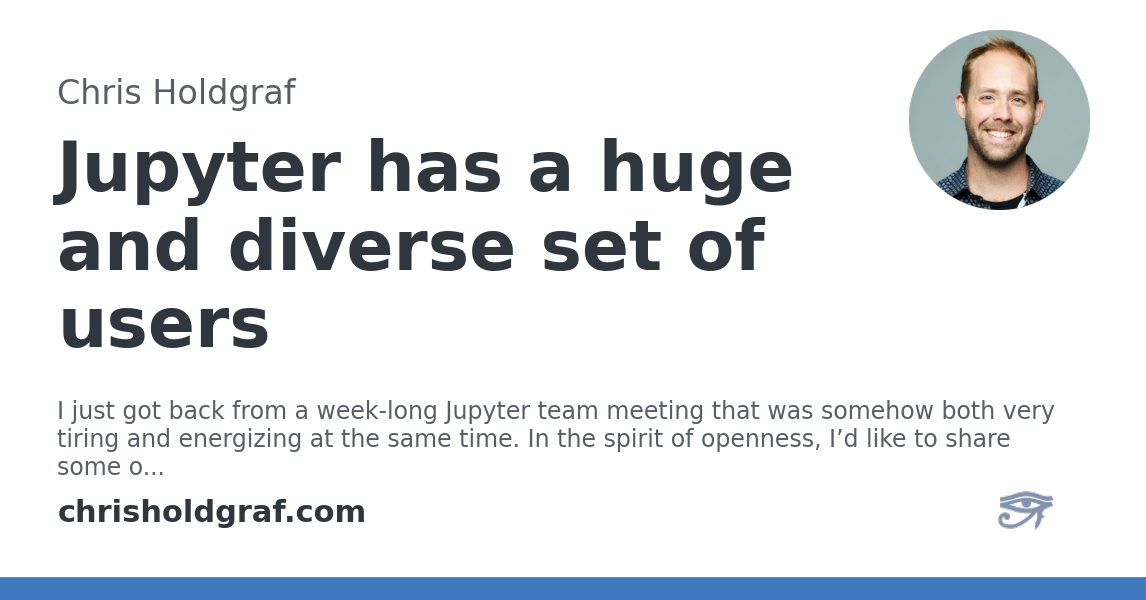 Chris Holdgraf
Jupyter has a huge
and diverse set of
users
I just got back from a week-long Jupyter team meeting that was somehow both very
tiring and energizing at the same time. In the spirit of openness, I’d like to share
some o...
chrisholdgraf.com